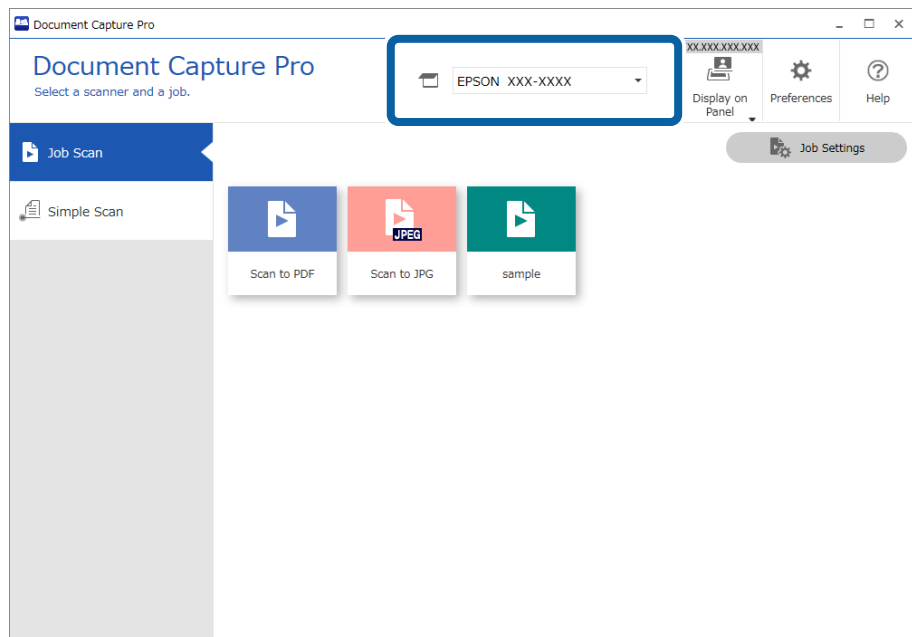 Document Capture Pro
Document Capture Pro
Select a scanner and a job.
EPSON XXX-XXXX
XX.XXX.XXX.XXX
Display on
Panel
Preferences
Help
Job Scan
Job Settings
Simple Scan
JPEG
Scan to PDF
Scan to JPG
sample